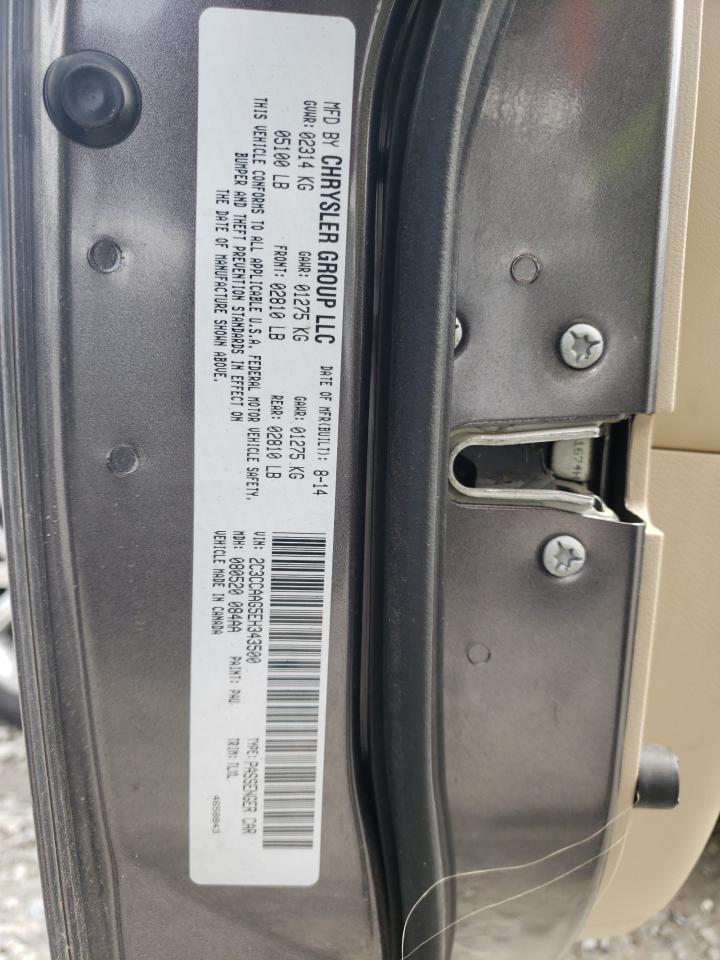 MFD BY CHRYSLER GROUP LLC DATE OF MFR(BUILT): 8-14
GVWR: 02314 KG GAWR: 01275 KG GAWR: 01275 KG
05100 LB FRONT: 02810 LB REAR: 02810 LB
THIS VEHICLE CONFORMS TO ALL APPLICABLE U.S.A. FEDERAL MOTOR VEHICLE SAFETY,
BUMPER AND THEFT PREVENTION STANDARDS IN EFFECT ON
THE DATE OF MANUFACTURE SHOWN ABOVE.
VIN: 2C3CCAAG5EH343500 TYPE: PASSENGER CAR
MDH: 080520 084AA PAINT: PAU TRIM: TLXL
VEHICLE MADE IN CANADA 4658843
1674H